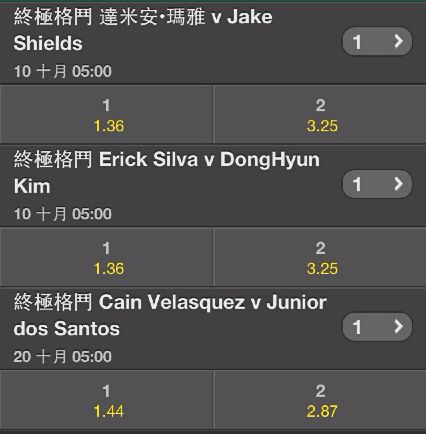 終極格鬥 達米安·瑪雅 v Jake
Shields
1
10 十月 05:00
1 2
1.36 3.25
終極格鬥 Erick Silva v DongHyun
Kim
1
10 十月 05:00
1 2
1.36 3.25
終極格鬥 Cain Velasquez v Junior
dos Santos
1
20 十月 05:00
1 2
1.44 2.87